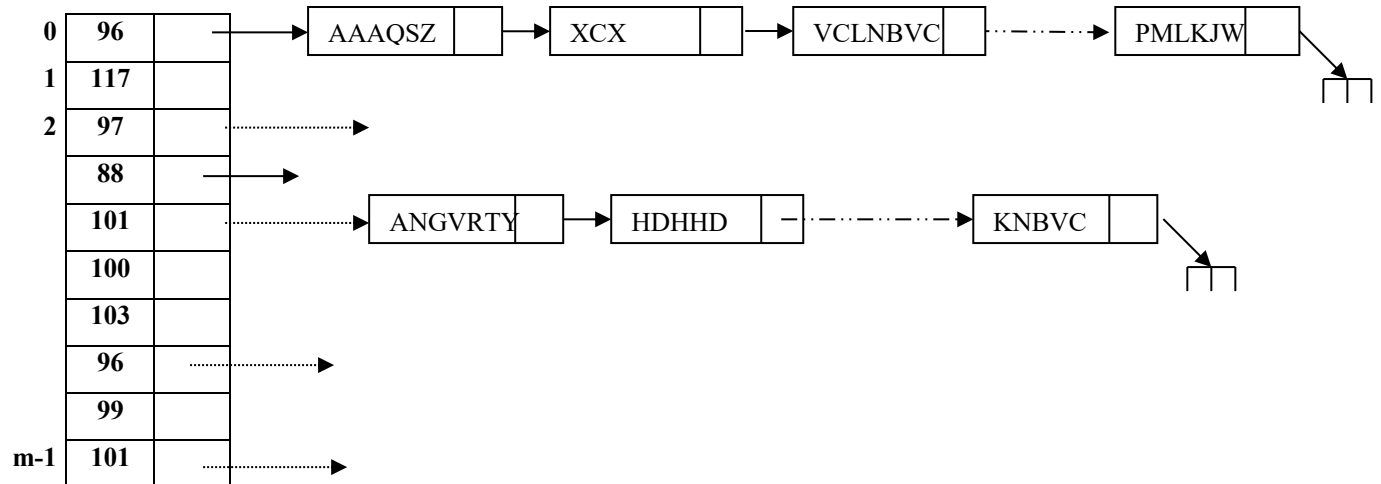 0 96 AAAQSZ XCX VCLNBVC PMLKJW
1 117
2 97
88
101 ANGVRTY HDHHD KNBVC
100
103
96
99
m-1 101